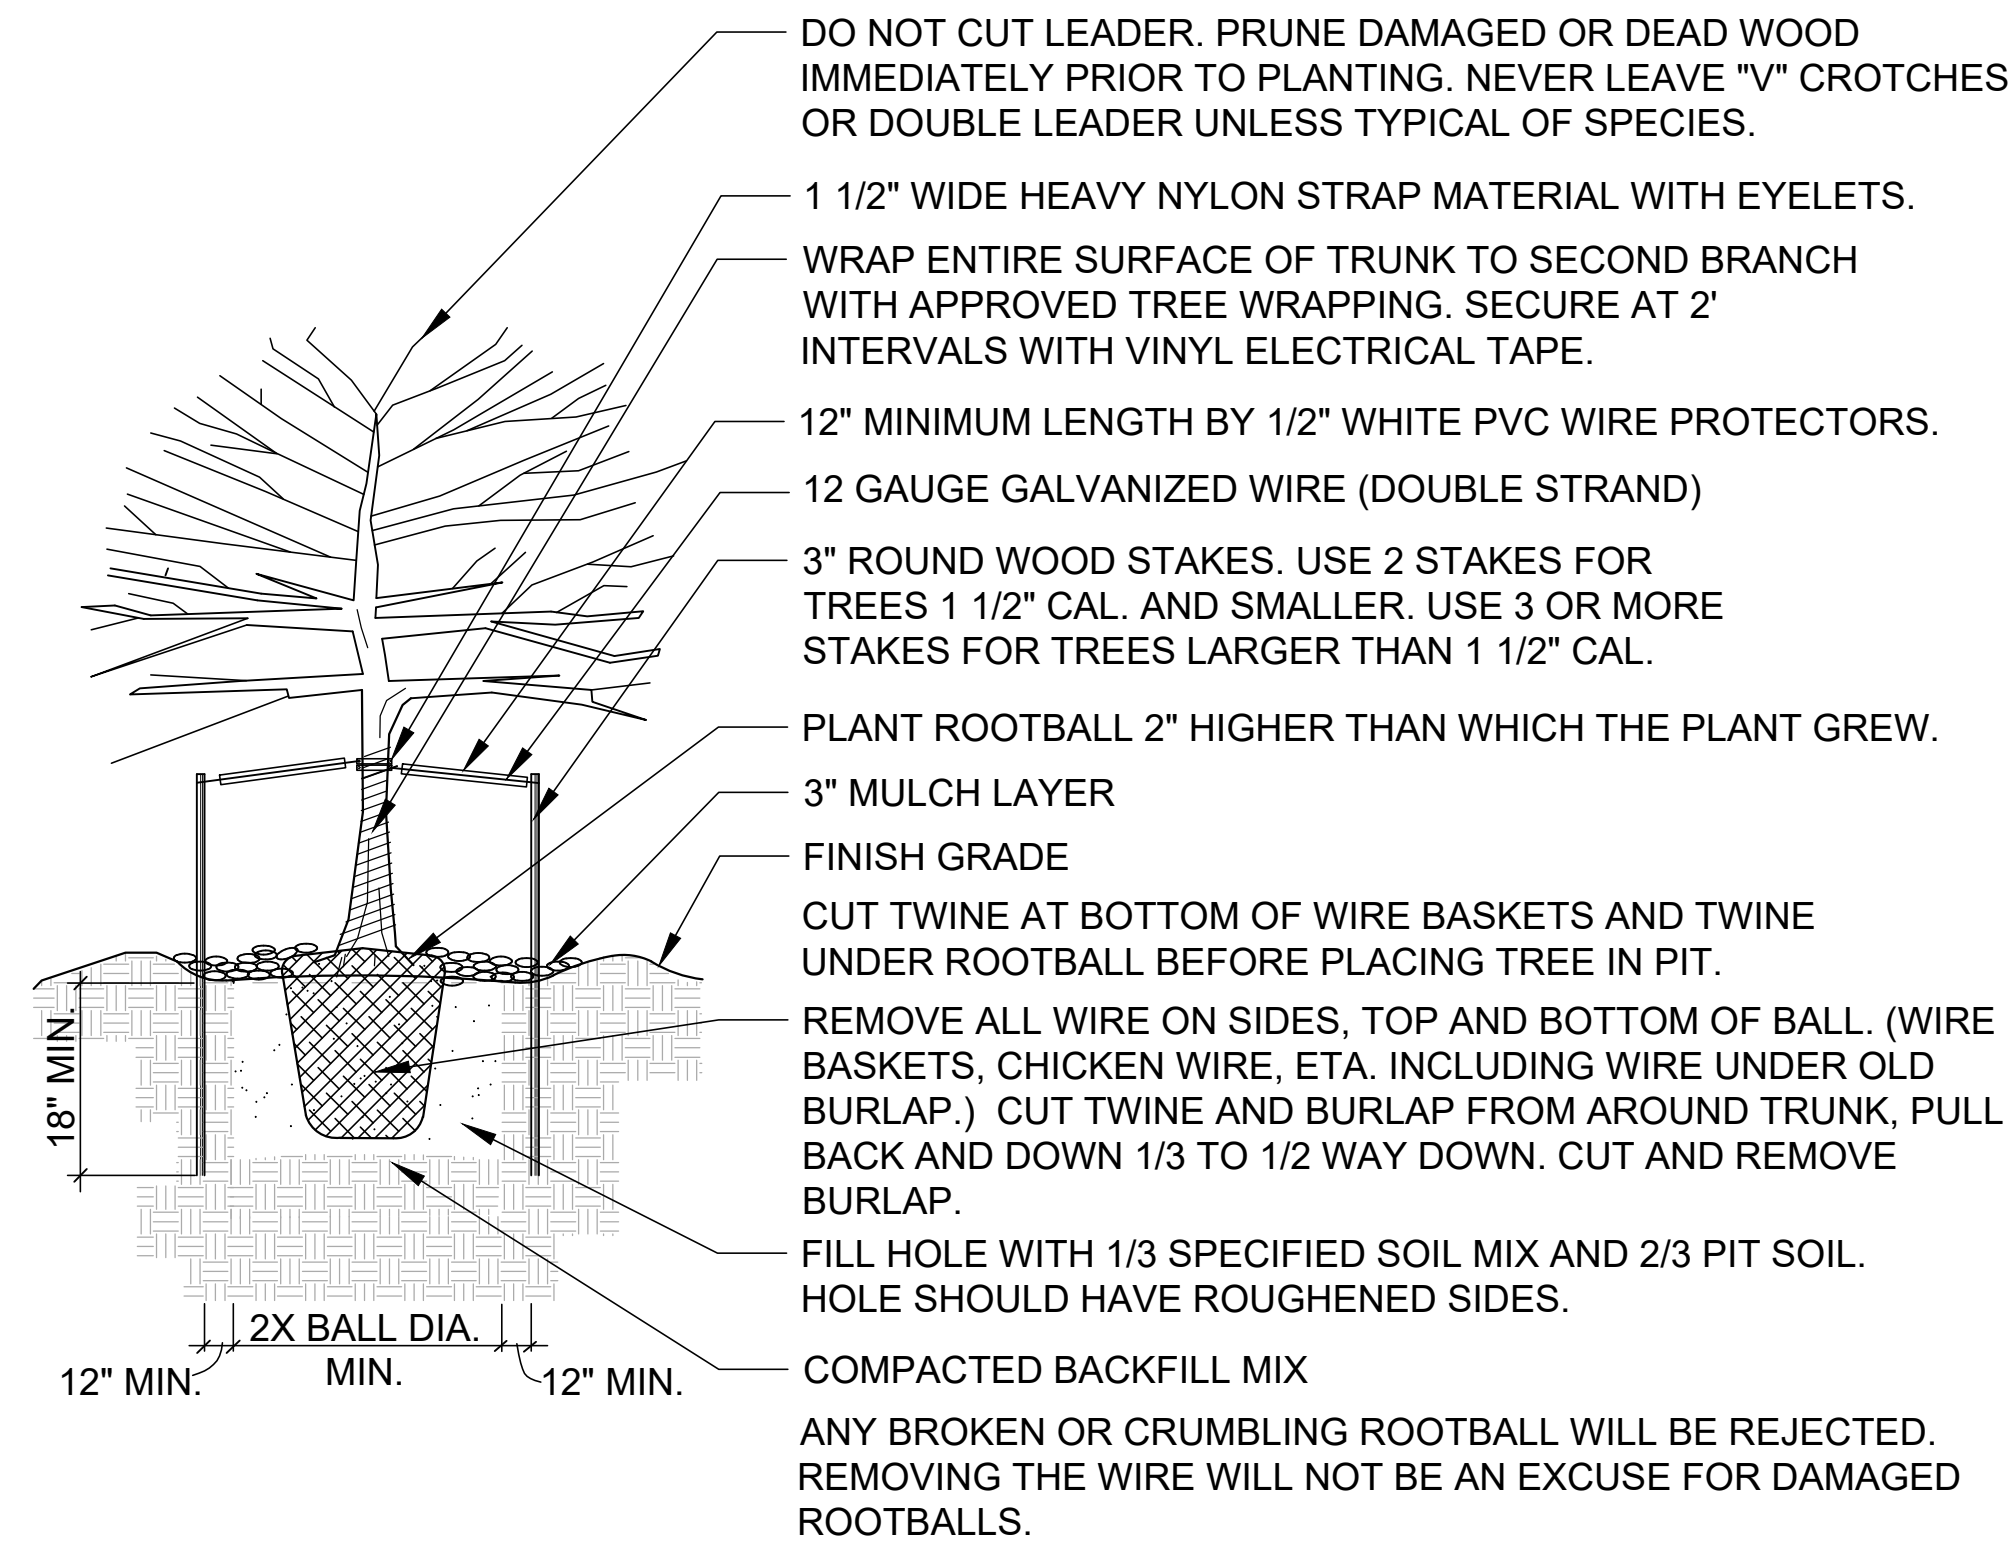 DO NOT CUT LEADER. PRUNE DAMAGED OR DEAD WOOD
IMMEDIATELY PRIOR TO PLANTING. NEVER LEAVE "V" CROTCHES
OR DOUBLE LEADER UNLESS TYPICAL OF SPECIES.
1 1/2" WIDE HEAVY NYLON STRAP MATERIAL WITH EYELETS.
WRAP ENTIRE SURFACE OF TRUNK TO SECOND BRANCH
WITH APPROVED TREE WRAPPING. SECURE AT 2'
INTERVALS WITH VINYL ELECTRICAL TAPE.
12" MINIMUM LENGTH BY 1/2" WHITE PVC WIRE PROTECTORS.
12 GAUGE GALVANIZED WIRE (DOUBLE STRAND)
3" ROUND WOOD STAKES. USE 2 STAKES FOR
TREES 1 1/2" CAL. AND SMALLER. USE 3 OR MORE
STAKES FOR TREES LARGER THAN 1 1/2" CAL.
PLANT ROOTBALL 2" HIGHER THAN WHICH THE PLANT GREW.
3" MULCH LAYER
FINISH GRADE
CUT TWINE AT BOTTOM OF WIRE BASKETS AND TWINE
UNDER ROOTBALL BEFORE PLACING TREE IN PIT.
REMOVE ALL WIRE ON SIDES, TOP AND BOTTOM OF BALL. (WIRE
BASKETS, CHICKEN WIRE, ETA. INCLUDING WIRE UNDER OLD
BURLAP.)  CUT TWINE AND BURLAP FROM AROUND TRUNK, PULL
BACK AND DOWN 1/3 TO 1/2 WAY DOWN. CUT AND REMOVE
BURLAP.
FILL HOLE WITH 1/3 SPECIFIED SOIL MIX AND 2/3 PIT SOIL.
HOLE SHOULD HAVE ROUGHENED SIDES.
COMPACTED BACKFILL MIX
ANY BROKEN OR CRUMBLING ROOTBALL WILL BE REJECTED.
REMOVING THE WIRE WILL NOT BE AN EXCUSE FOR DAMAGED
ROOTBALLS.
18" MIN.
2X BALL DIA.
MIN.
12" MIN.
12" MIN.